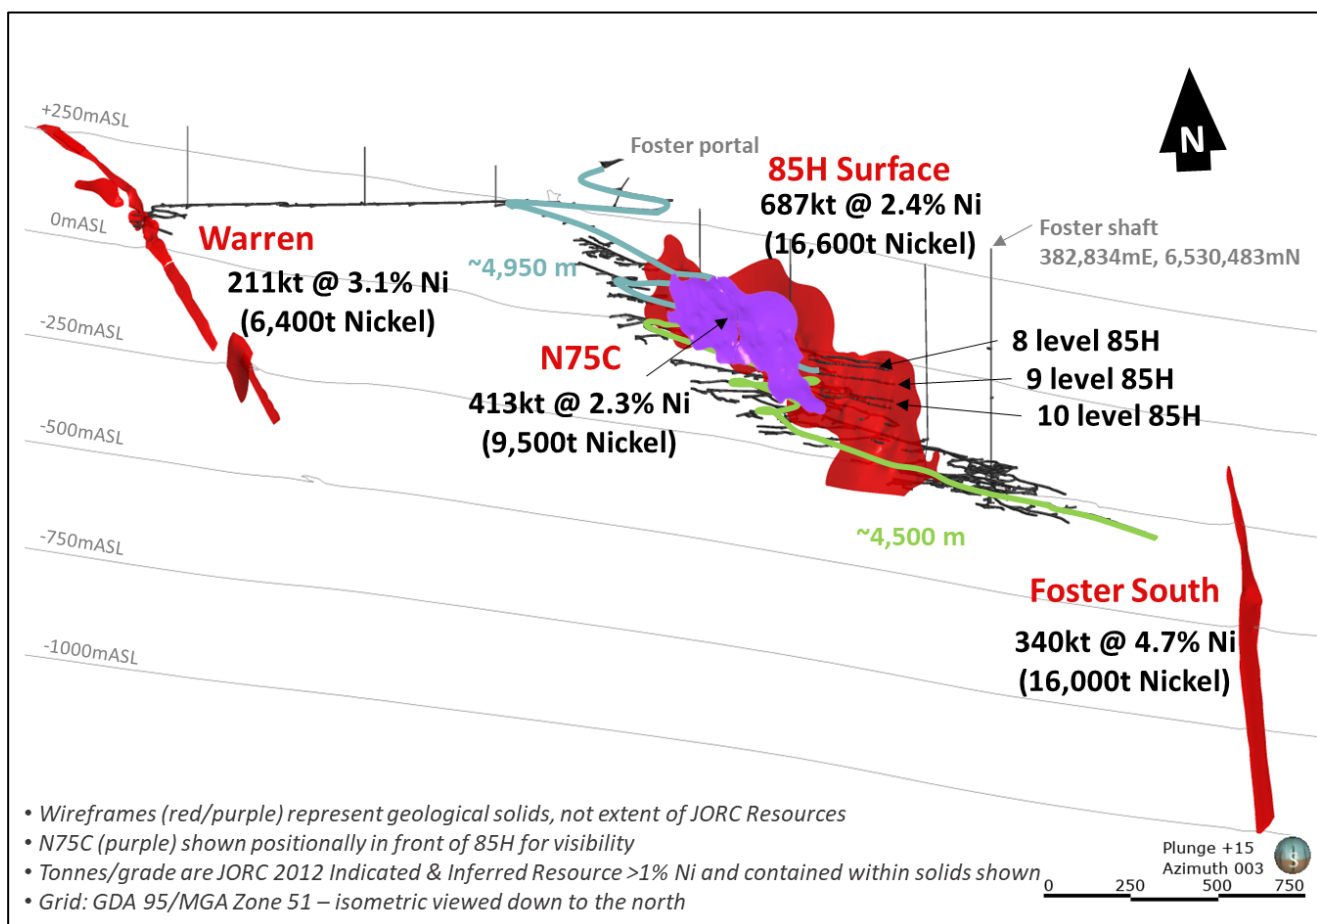 +250mASL
Foster portal
85H Surface
687kt @ 2.4% Ni
(16,600t Nickel)
N
0mASL
Warren
211kt @ 3.1% Ni
(6,400t Nickel)
~4,950 m
Foster shaft
382,834mE, 6,530,483mN
-250mASL
N75C
413kt @ 2.3% Ni
(9,500t Nickel)
8 level 85H
9 level 85H
10 level 85H
-500mASL
~4,500 m
-750mASL
Foster South
340kt @ 4.7% Ni
(16,000t Nickel)
-1000mASL
• Wireframes (red/purple) represent geological solids, not extent of JORC Resources
• N75C (purple) shown positionally in front of 85H for visibility
• Tonnes/grade are JORC 2012 Indicated & Inferred Resource >1% Ni and contained within solids shown
• Grid: GDA 95/MGA Zone 51 – isometric viewed down to the north
Plunge +15
Azimuth 003
0 250 500 750